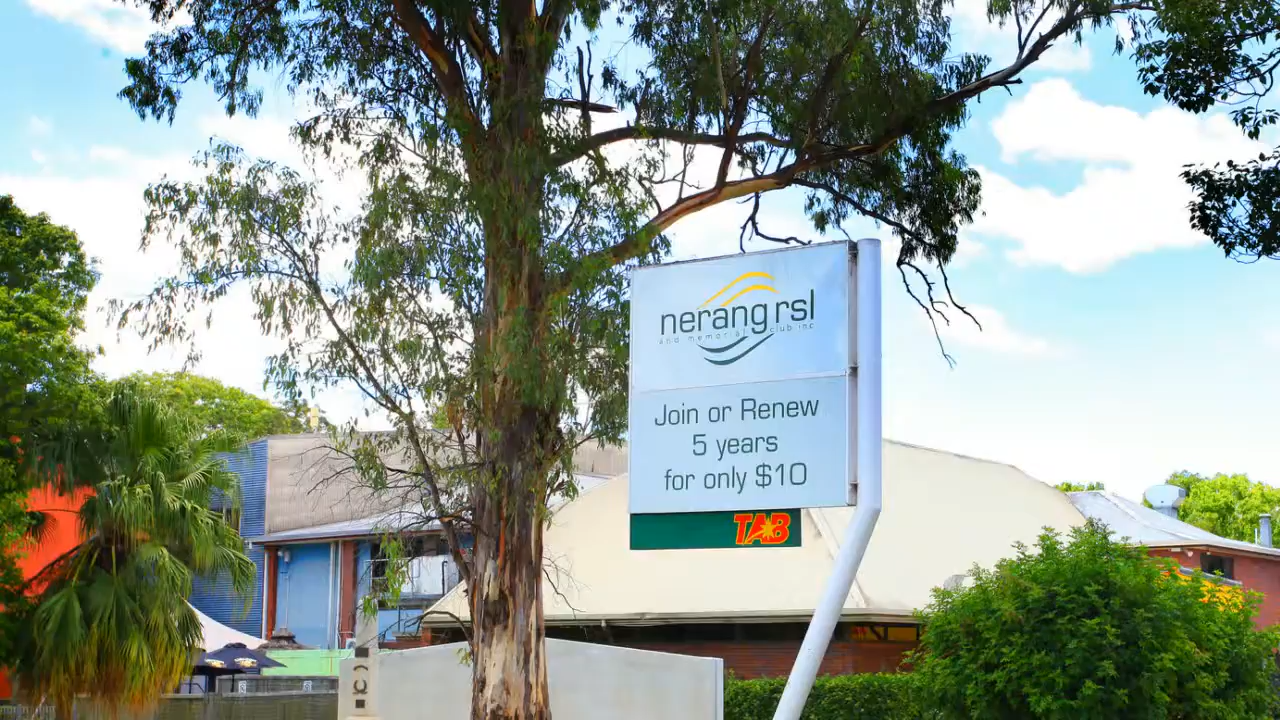 nerang rsl
and memorial club inc
Join or Renew
5 years
for only $10
TAB